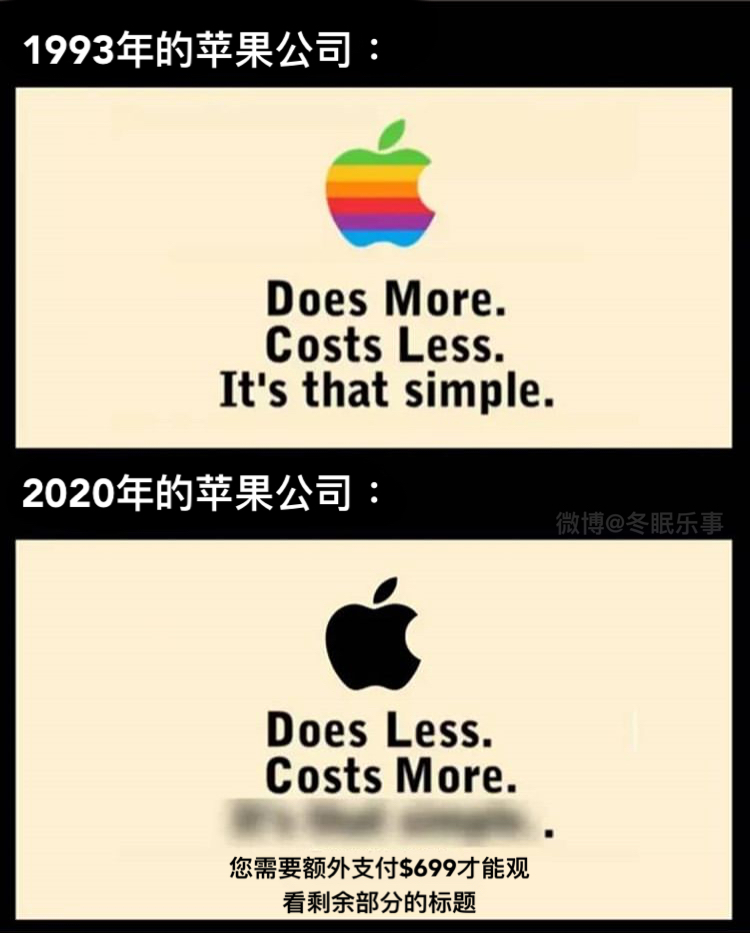 1993年的苹果公司：
Does More.
Costs Less.
It's that simple.
2020年的苹果公司：
微博@冬眠乐事
Does Less.
Costs More.
.
您需要额外支付$699才能观
看剩余部分的标题